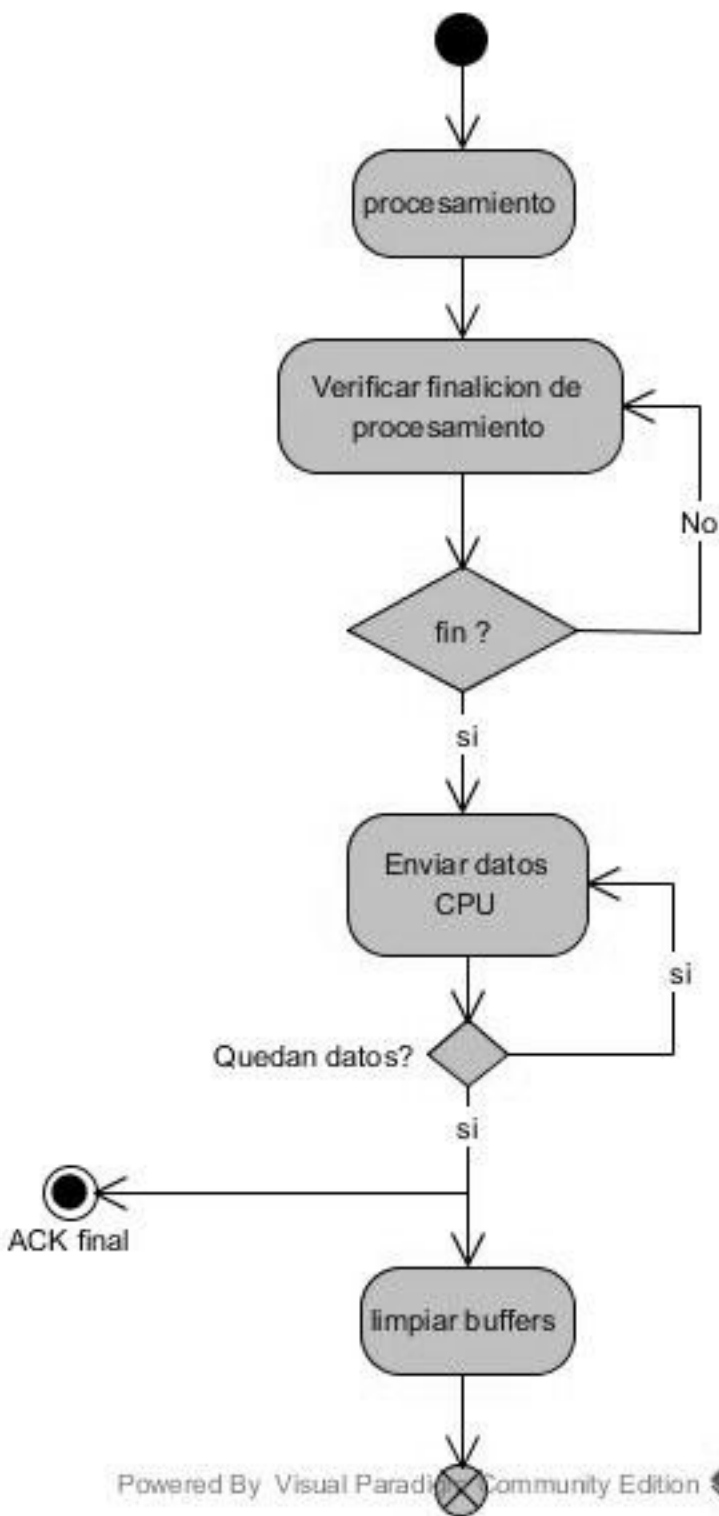 procesamiento
Verificar finalicion de
procesamiento
No
fin ?
si
Enviar datos
CPU
si
Quedan datos?
si
ACK final
limpiar buffers
Powered By Visual Paradigm Community Edition